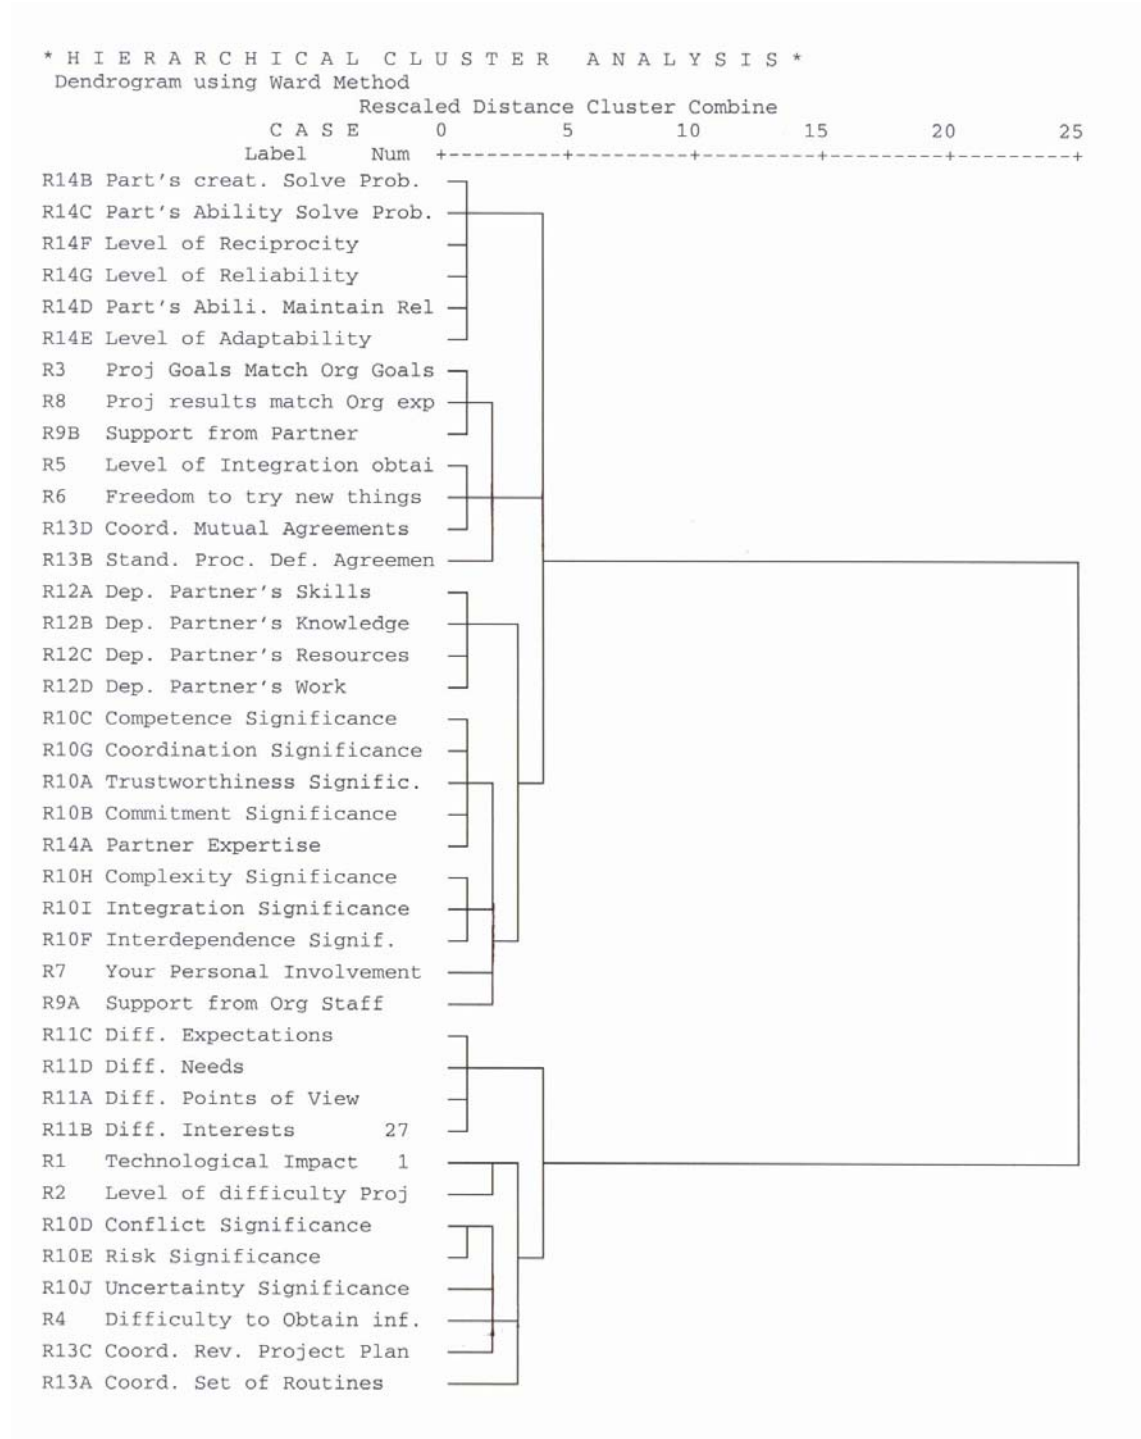 * H I E R A R C H I C A L  C L U S T E R  A N A L Y S I S *
Dendrogram using Ward Method
Rescaled Distance Cluster Combine
C A S E 0 5 10 15 20 25
Label Num +---------+---------+---------+---------+---------+
R14B Part's creat. Solve Prob.
R14C Part's Ability Solve Prob.
R14F Level of Reciprocity
R14G Level of Reliability
R14D Part's Abili. Maintain Rel
R14E Level of Adaptability
R3 Proj Goals Match Org Goals
R8 Proj results match Org exp
R9B Support from Partner
R5 Level of Integration obtai
R6 Freedom to try new things
R13D Coord. Mutual Agreements
R13B Stand. Proc. Def. Agreemen
R12A Dep. Partner's Skills
R12B Dep. Partner's Knowledge
R12C Dep. Partner's Resources
R12D Dep. Partner's Work
R10C Competence Significance
R10G Coordination Significance
R10A Trustworthiness Signific.
R10B Commitment Significance
R14A Partner Expertise
R10H Complexity Significance
R10I Integration Significance
R10F Interdependence Signif.
R7 Your Personal Involvement
R9A Support from Org Staff
R11C Diff. Expectations
R11D Diff. Needs
R11A Diff. Points of View
R11B Diff. Interests 27
R1 Technological Impact 1
R2 Level of difficulty Proj
R10D Conflict Significance
R10E Risk Significance
R10J Uncertainty Significance
R4 Difficulty to Obtain inf.
R13C Coord. Rev. Project Plan
R13A Coord. Set of Routines